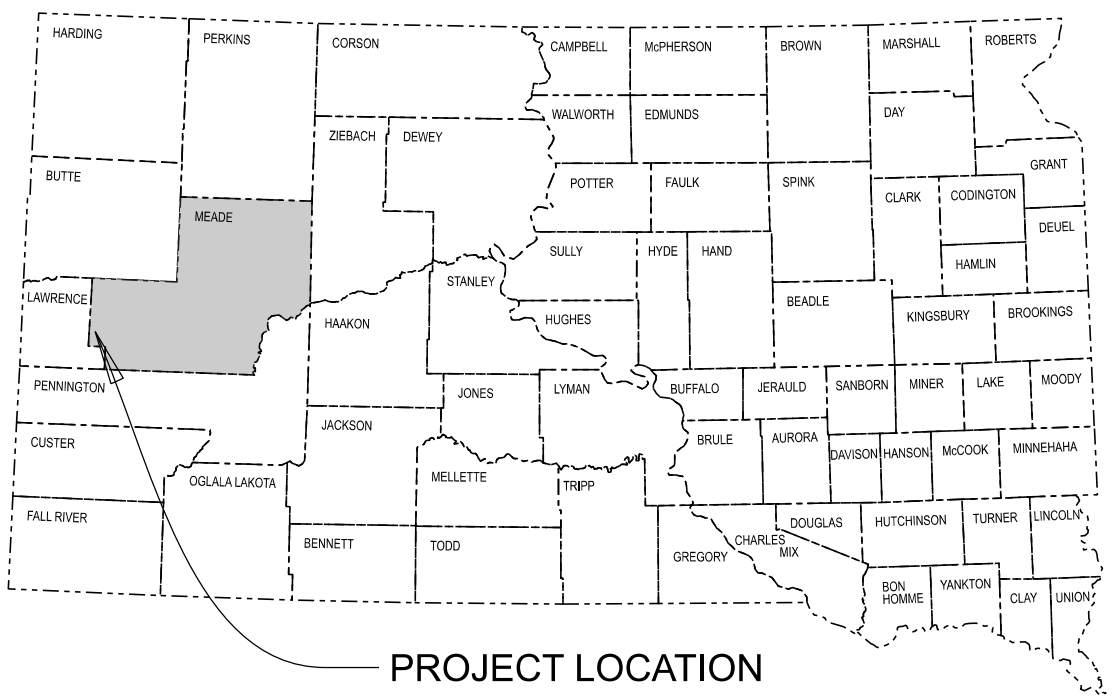 HARDING
PERKINS
CORSON
CAMPBELL
McPHERSON
BROWN
MARSHALL
ROBERTS
WALWORTH
EDMUNDS
DAY
ZIEBACH
DEWEY
GRANT
BUTTE
POTTER
FAULK
SPINK
CLARK
CODINGTON
MEADE
DEUEL
SULLY
HYDE
HAND
HAMLIN
STANLEY
LAWRENCE
BEADLE
HAAKON
HUGHES
KINGSBURY
BROOKINGS
PENNINGTON
JONES
LYMAN
BUFFALO
JERAULD
SANBORN
MINER
LAKE
MOODY
CUSTER
JACKSON
BRULE
AURORA
DAVISON
HANSON
McCOOK
MINNEHAHA
OGLALA LAKOTA
MELLETTE
TRIPP
FALL RIVER
BENNETT
TODD
GREGORY
CHARLES
MIX
DOUGLAS
HUTCHINSON
TURNER
LINCOLN
BON
HOMME
YANKTON
CLAY
UNION
PROJECT LOCATION